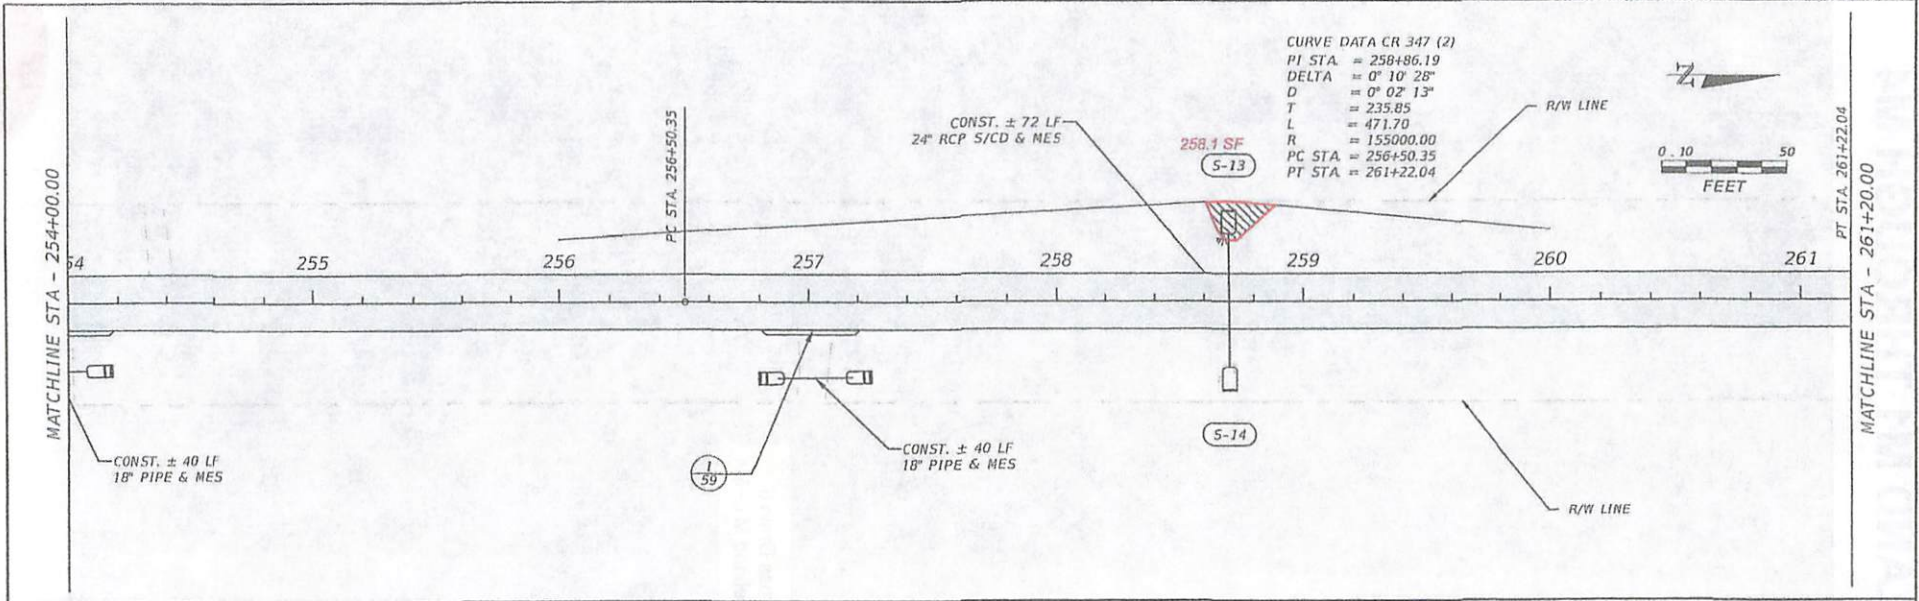 CURVE DATA CR 347 (2)
PI STA. = 258+86.19
DELTA = 0° 10' 28"
D = 0° 02' 13"
T = 235.85
L = 471.70
R = 155000.00
PC STA. = 256+50.35
PT STA. = 261+22.04
N
R/W LINE
0 10 50
FEET
PT STA. 261+22.04
MATCHLINE STA - 261+20.00
CONST. ± 72 LF
24" RCP S/CD & MES
258.1 SF
S-13
PC STA. 256+50.35
MATCHLINE STA - 254+00.00
54 255 256 257 258 259 260 261
CONST. ± 40 LF
18" PIPE & MES
1
59
CONST. ± 40 LF
18" PIPE & MES
S-14
R/W LINE